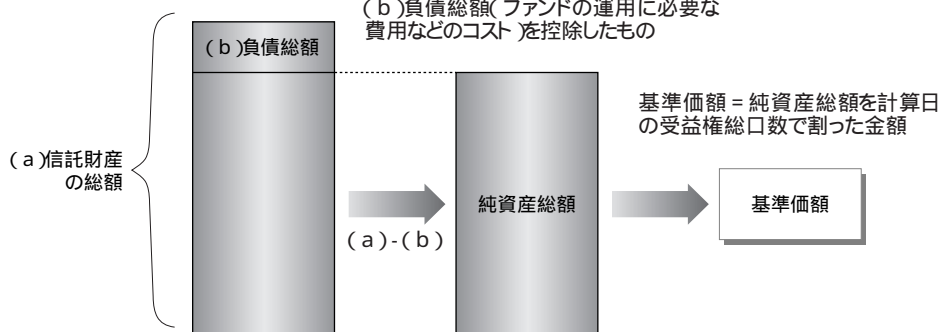 (b)負債総額(ファンドの運用に必要な
費用などのコスト)を控除したもの
(b)負債総額
基準価額=純資産総額を計算日
の受益権総口数で割った金額
(a)信託財産
の総額
純資産総額
基準価額
(a)-(b)